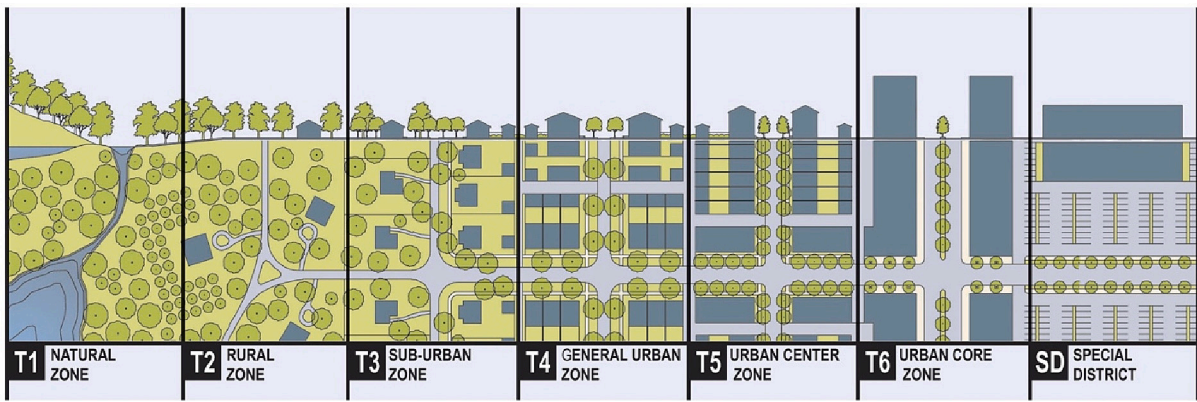 T1 NATURAL
ZONE
T2 RURAL
ZONE
T3 SUB-URBAN
ZONE
T4 GENERAL URBAN
ZONE
T5 URBAN CENTER
ZONE
T6 URBAN CORE
ZONE
SD SPECIAL
DISTRICT